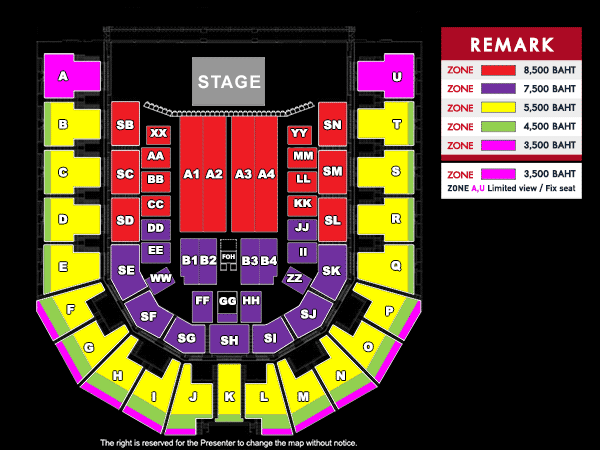 STAGE
A
U
B
T
C
S
D
R
E
Q
F
P
G
O
H
N
I
M
J
K
L
SB
SN
SC
SM
SD
SL
SE
SK
SF
SJ
SG
SH
SI
XX
YY
AA
MM
BB
LL
CC
KK
DD
JJ
EE
II
WW
ZZ
FF
GG
HH
A1 A2
A3 A4
B1 B2
FOH
B3 B4
REMARK
ZONE 8,500 BAHT
ZONE 7,500 BAHT
ZONE 5,500 BAHT
ZONE 4,500 BAHT
ZONE 3,500 BAHT
ZONE 3,500 BAHT
ZONE A,U Limited view / Fix seat
The right is reserved for the Presenter to change the map without notice.